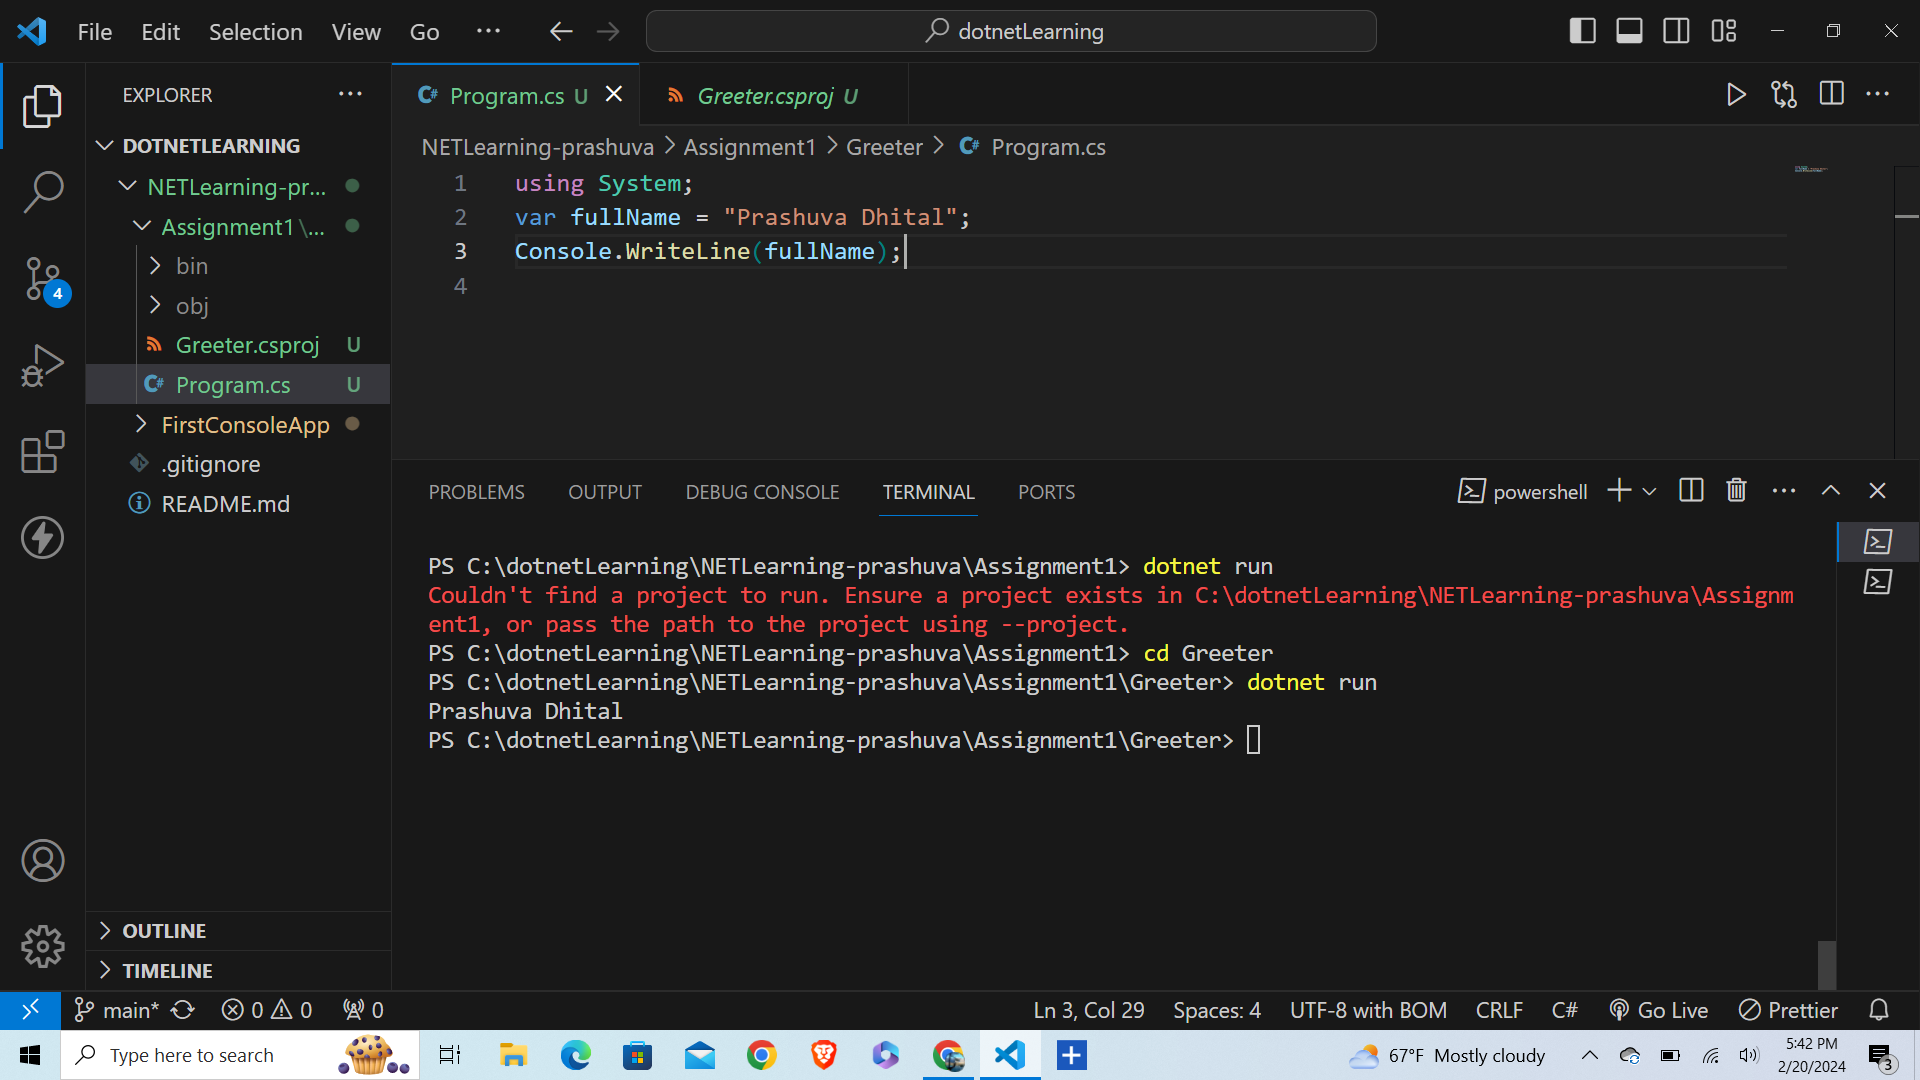 File Edit Selection View Go ··· dotnetLearning
EXPLORER ···
DOTNETLEARNING
NETLearning-pr...
Assignment1 \...
bin
obj
Greeter.csproj U
Program.cs U
FirstConsoleApp
.gitignore
README.md
OUTLINE
TIMELINE
4
C# Program.cs U Greeter.csproj U
NETLearning-prashuva > Assignment1 > Greeter > C# Program.cs
1 using System;
2 var fullName = "Prashuva Dhital";
3 Console.WriteLine(fullName);
4
PROBLEMS OUTPUT DEBUG CONSOLE TERMINAL PORTS powershell
PS C:\dotnetLearning\NETLearning-prashuva\Assignment1> dotnet run
Couldn't find a project to run. Ensure a project exists in C:\dotnetLearning\NETLearning-prashuva\Assignm
ent1, or pass the path to the project using --project.
PS C:\dotnetLearning\NETLearning-prashuva\Assignment1> cd Greeter
PS C:\dotnetLearning\NETLearning-prashuva\Assignment1\Greeter> dotnet run
Prashuva Dhital
PS C:\dotnetLearning\NETLearning-prashuva\Assignment1\Greeter>
main* 0 0 0 Ln 3, Col 29 Spaces: 4 UTF-8 with BOM CRLF C# Go Live Prettier
Type here to search 67°F Mostly cloudy 5:42 PM
2/20/2024 3